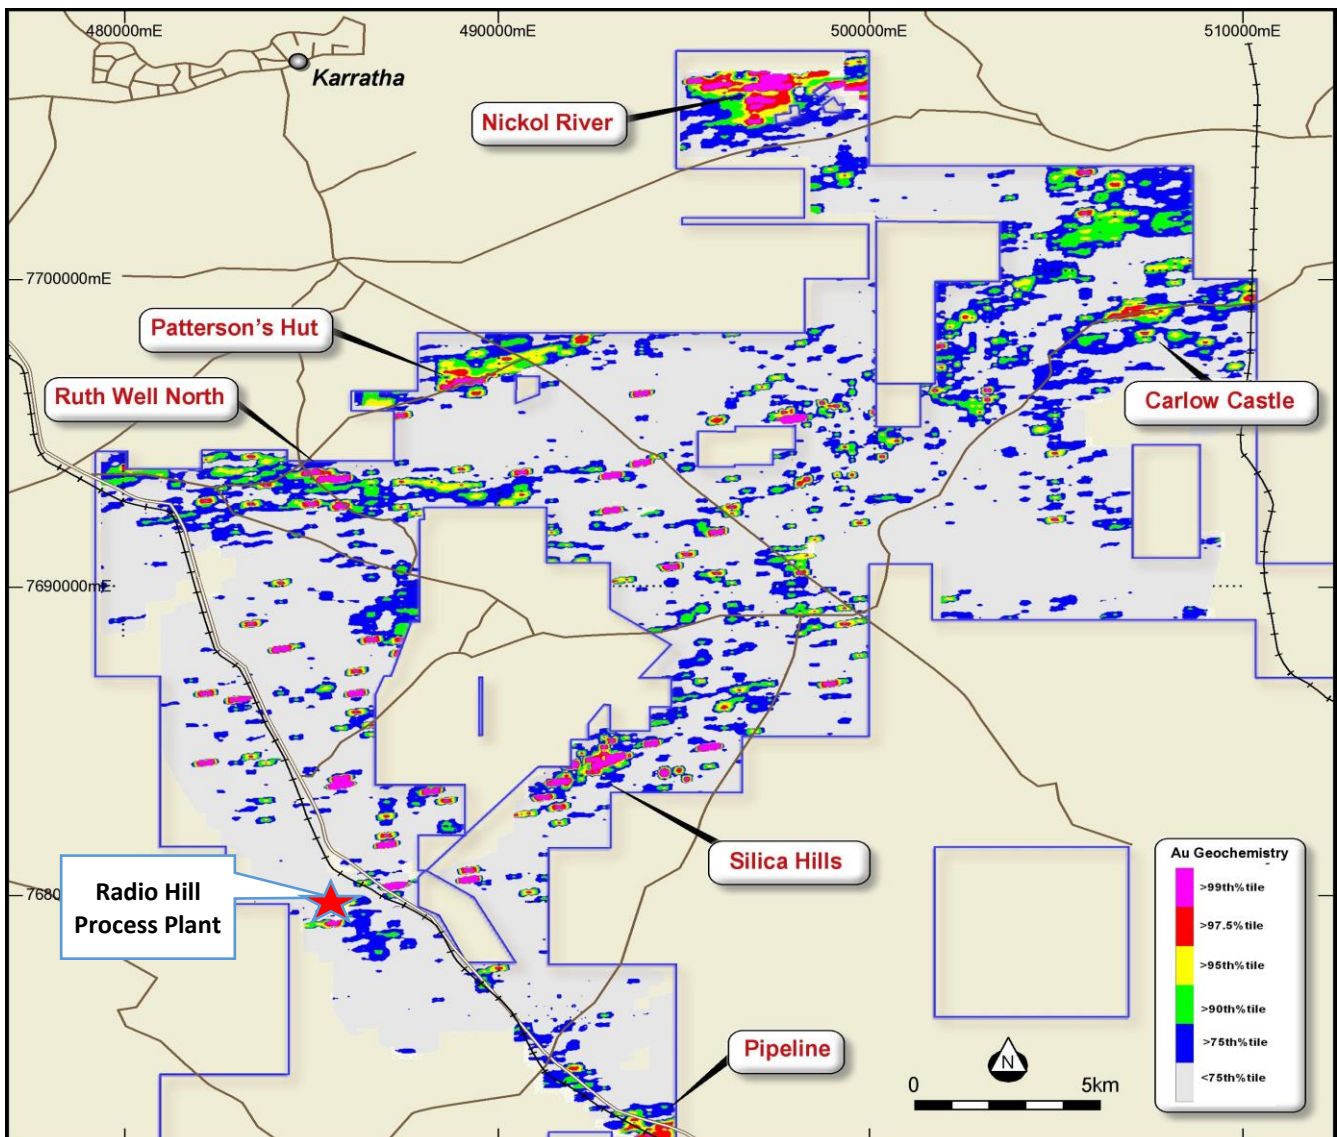 480000mE
490000mE
500000mE
510000mE
Karratha
Nickol River
7700000mE
Patterson's Hut
Ruth Well North
Carlow Castle
7690000mE
Silica Hills
Radio Hill
Process Plant
Pipeline
N
0 5km
Au Geochemistry
>99th%tile
>97.5%tile
>95th%tile
>90th%tile
>75th%tile
<75th%tile